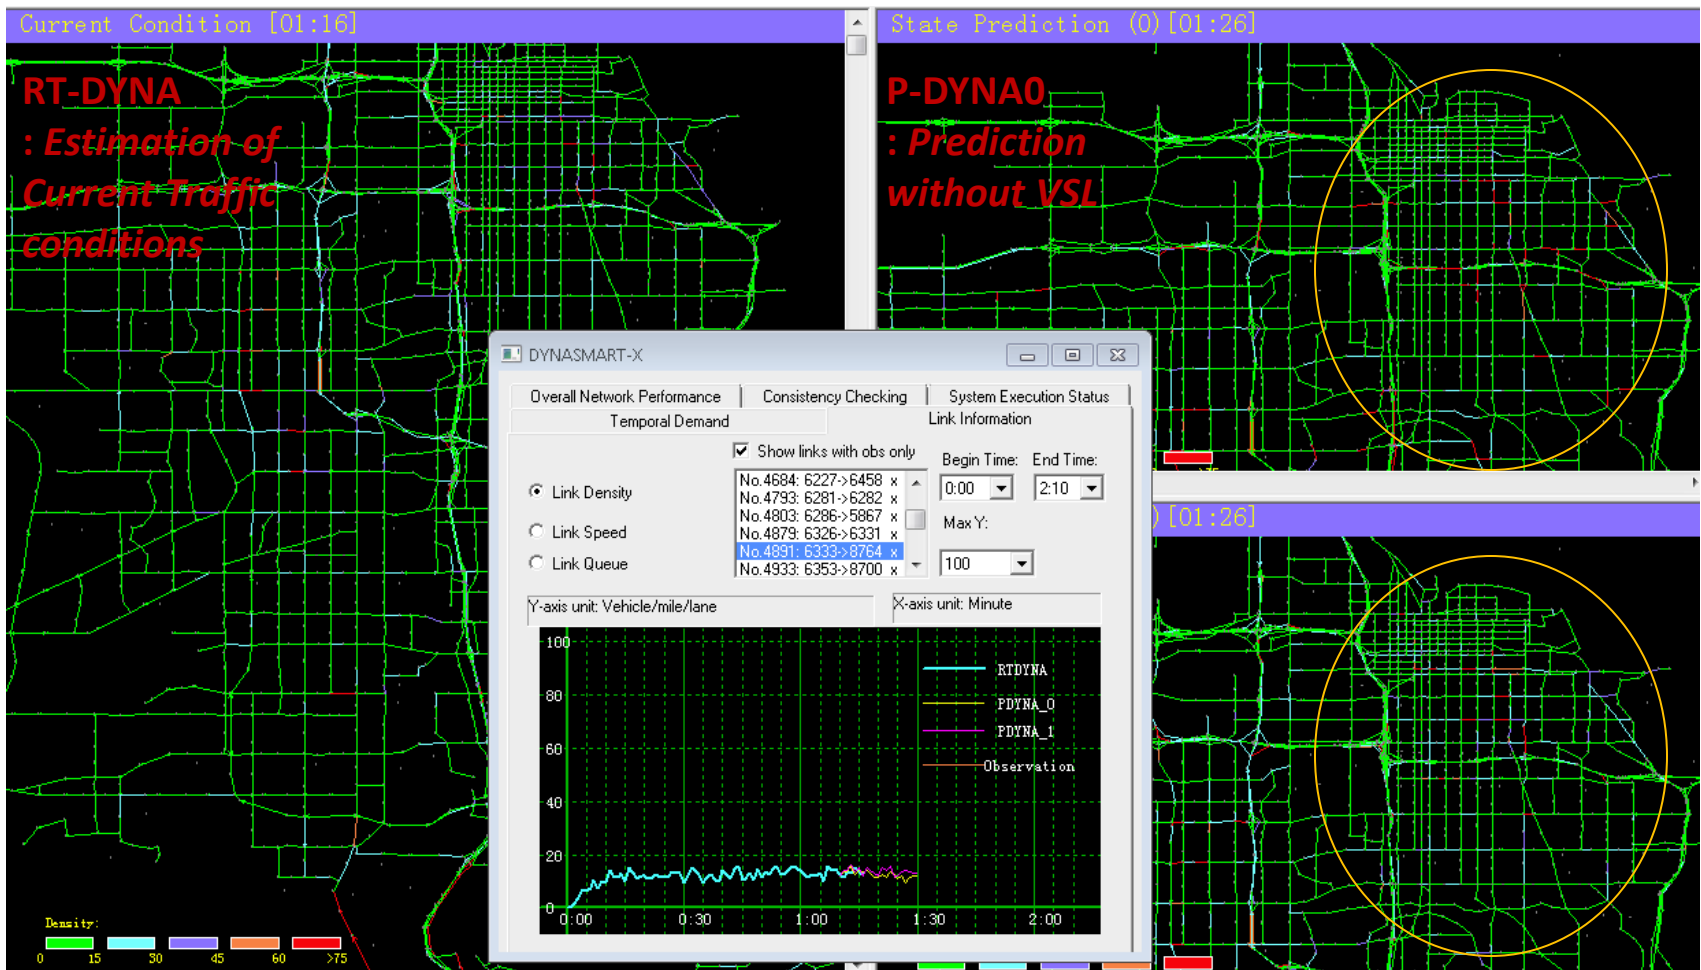 Current Condition [01:16]
RT-DYNA
: Estimation of
Current Traffic
conditions
Density:
0 15 30 45 60 >75
State Prediction (0)[01:26]
P-DYNA0
: Prediction
without VSL
)[01:26]
DYNASMART-X
Overall Network Performance
Consistency Checking
System Execution Status
Temporal Demand
Link Information
Show links with obs only
Link Density
Link Speed
Link Queue
No.4684: 6227->6458 x
No.4793: 6281->6282 x
No.4803: 6286->5867 x
No.4879: 6326->6331 x
No.4891: 6333->8764 x
No.4933: 6353->8700 x
Begin Time: End Time:
0:00 2:10
Max Y:
100
Y-axis unit: Vehicle/mile/lane
X-axis unit: Minute
100
80
60
40
20
0
0:00 0:30 1:00 1:30 2:00
RTDYNA
PDYNA_0
PDYNA_1
Observation